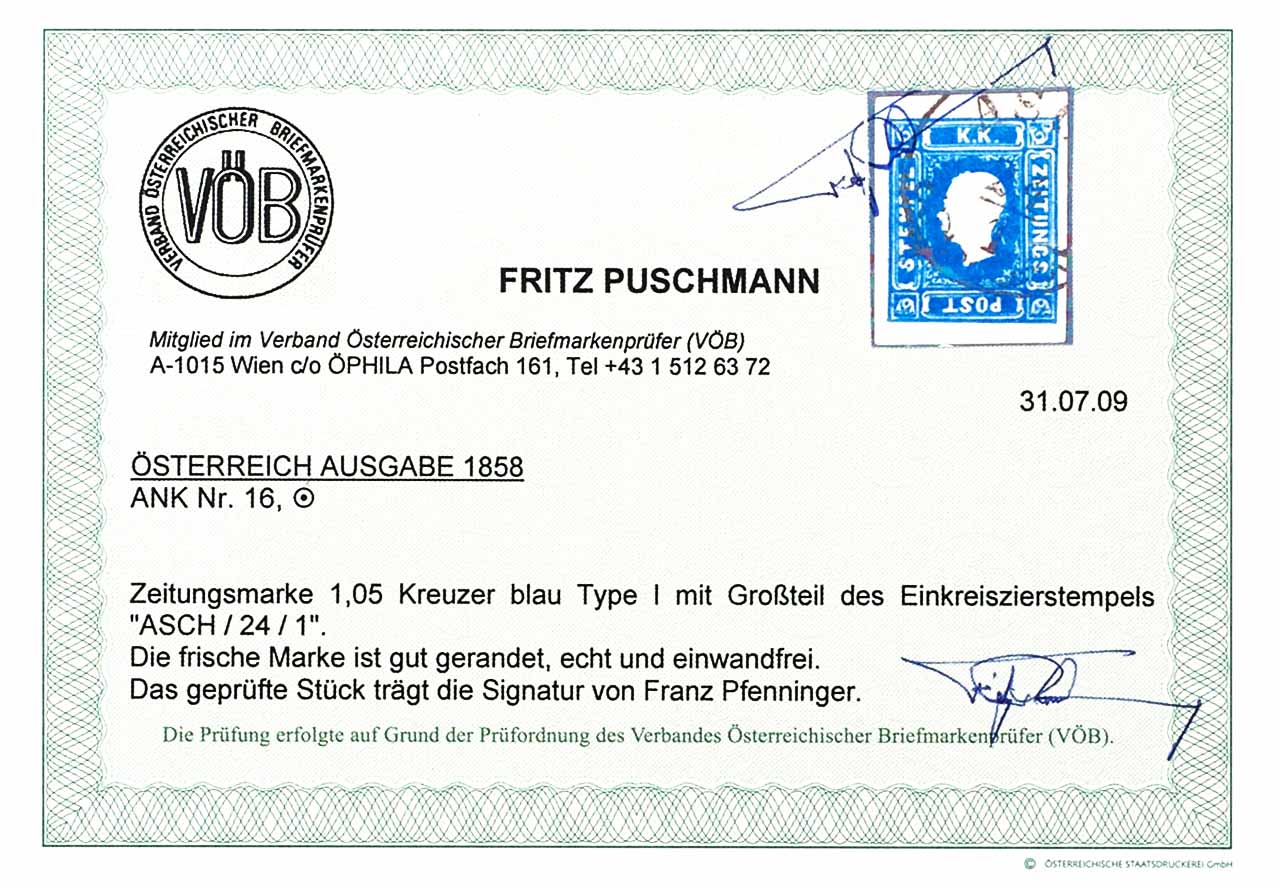 VERBAND ÖSTERREICHISCHER BRIEFMARKENPRÜFER
VÖB
K.K.
ZEITUNGS
POST
STEMPEL
FRITZ PUSCHMANN
Mitglied im Verband Österreichischer Briefmarkenprüfer (VÖB)
A-1015 Wien c/o ÖPHILA Postfach 161, Tel +43 1 512 63 72
31.07.09
ÖSTERREICH AUSGABE 1858
ANK Nr. 16, ⊙
Zeitungsmarke 1,05 Kreuzer blau Type I mit Großteil des Einkreiszierstempels
"ASCH / 24 / 1".
Die frische Marke ist gut gerandet, echt und einwandfrei.
Das geprüfte Stück trägt die Signatur von Franz Pfenninger.
Die Prüfung erfolgte auf Grund der Prüfordnung des Verbandes Österreichischer Briefmarkenprüfer (VÖB).
© ÖSTERREICHISCHE STAATSDRUCKEREI GmbH